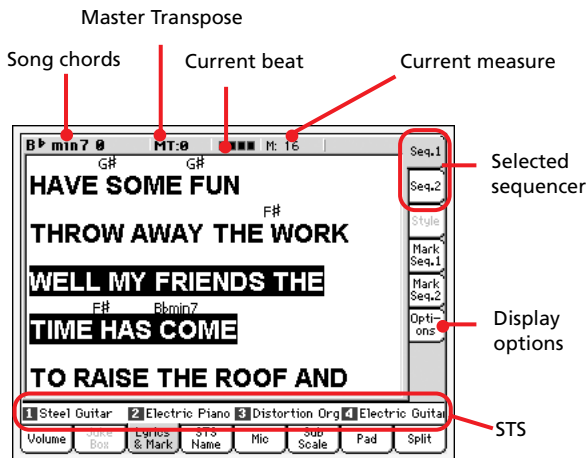 Master Transpose
Song chords
Current beat
Current measure
B♭ min7 0 MT:0 M: 16
Seq.1
G# G#
HAVE SOME FUN
Seq.2
Selected
sequencer
Style
F#
THROW AWAY THE WORK
Mark
Seq.1
WELL MY FRIENDS THE
Mark
Seq.2
F# Bbmin7
TIME HAS COME
Opti-
ons
Display
options
TO RAISE THE ROOF AND
1 Steel Guitar 2 Electric Piano 3 Distortion Org 4 Electric Guitar
STS
Volume
Juke
Box
Lyrics
& Mark
STS
Name
Mic
Sub
Scale
Pad
Split